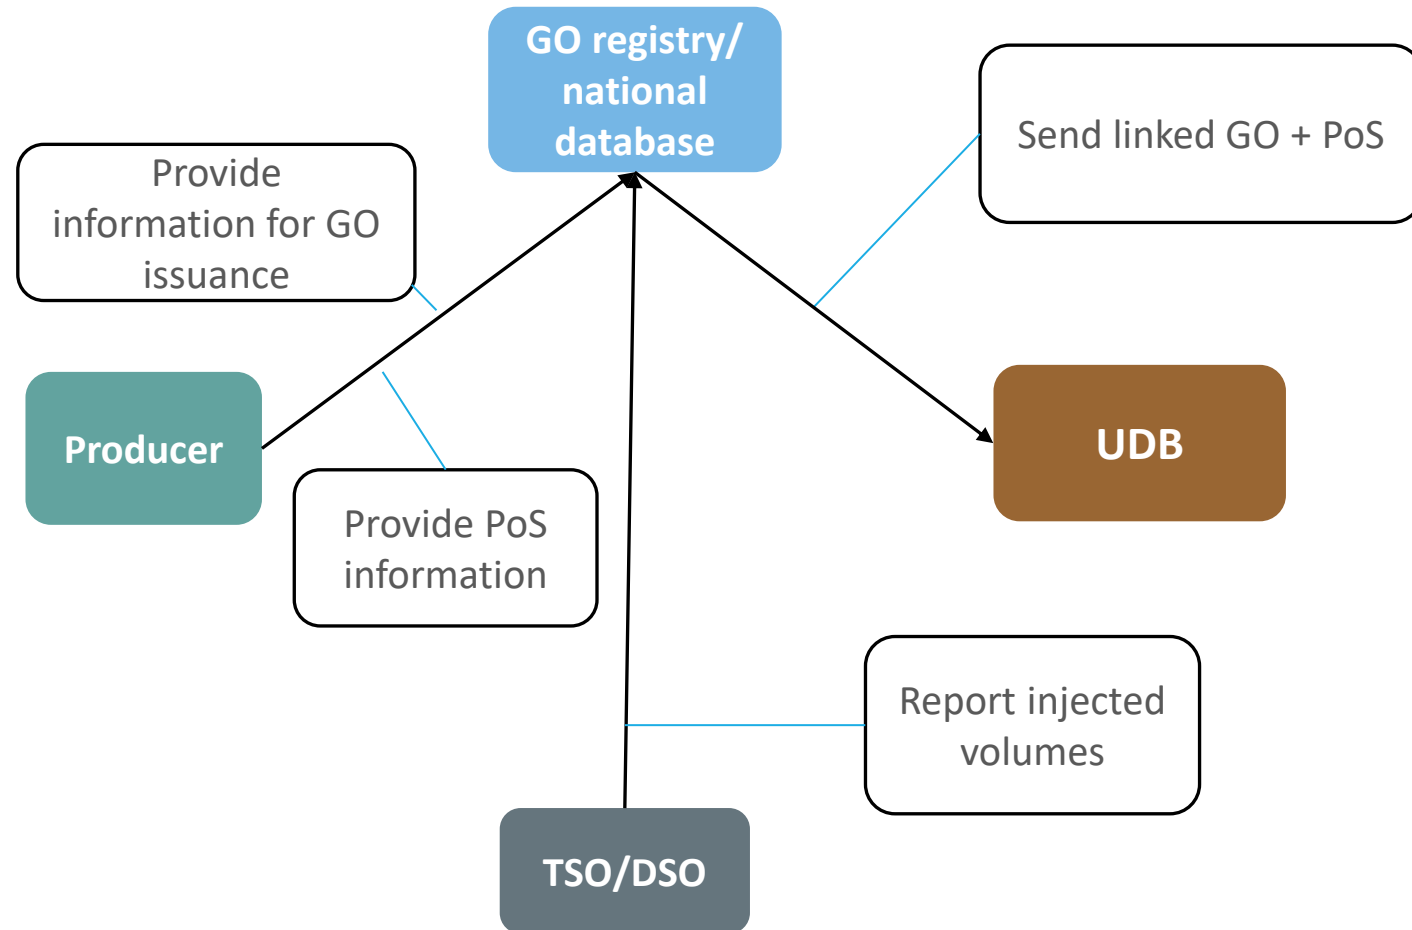 GO registry/
national
database
Send linked GO + PoS
Provide
information for GO
issuance
Producer
UDB
Provide PoS
information
Report injected
volumes
TSO/DSO